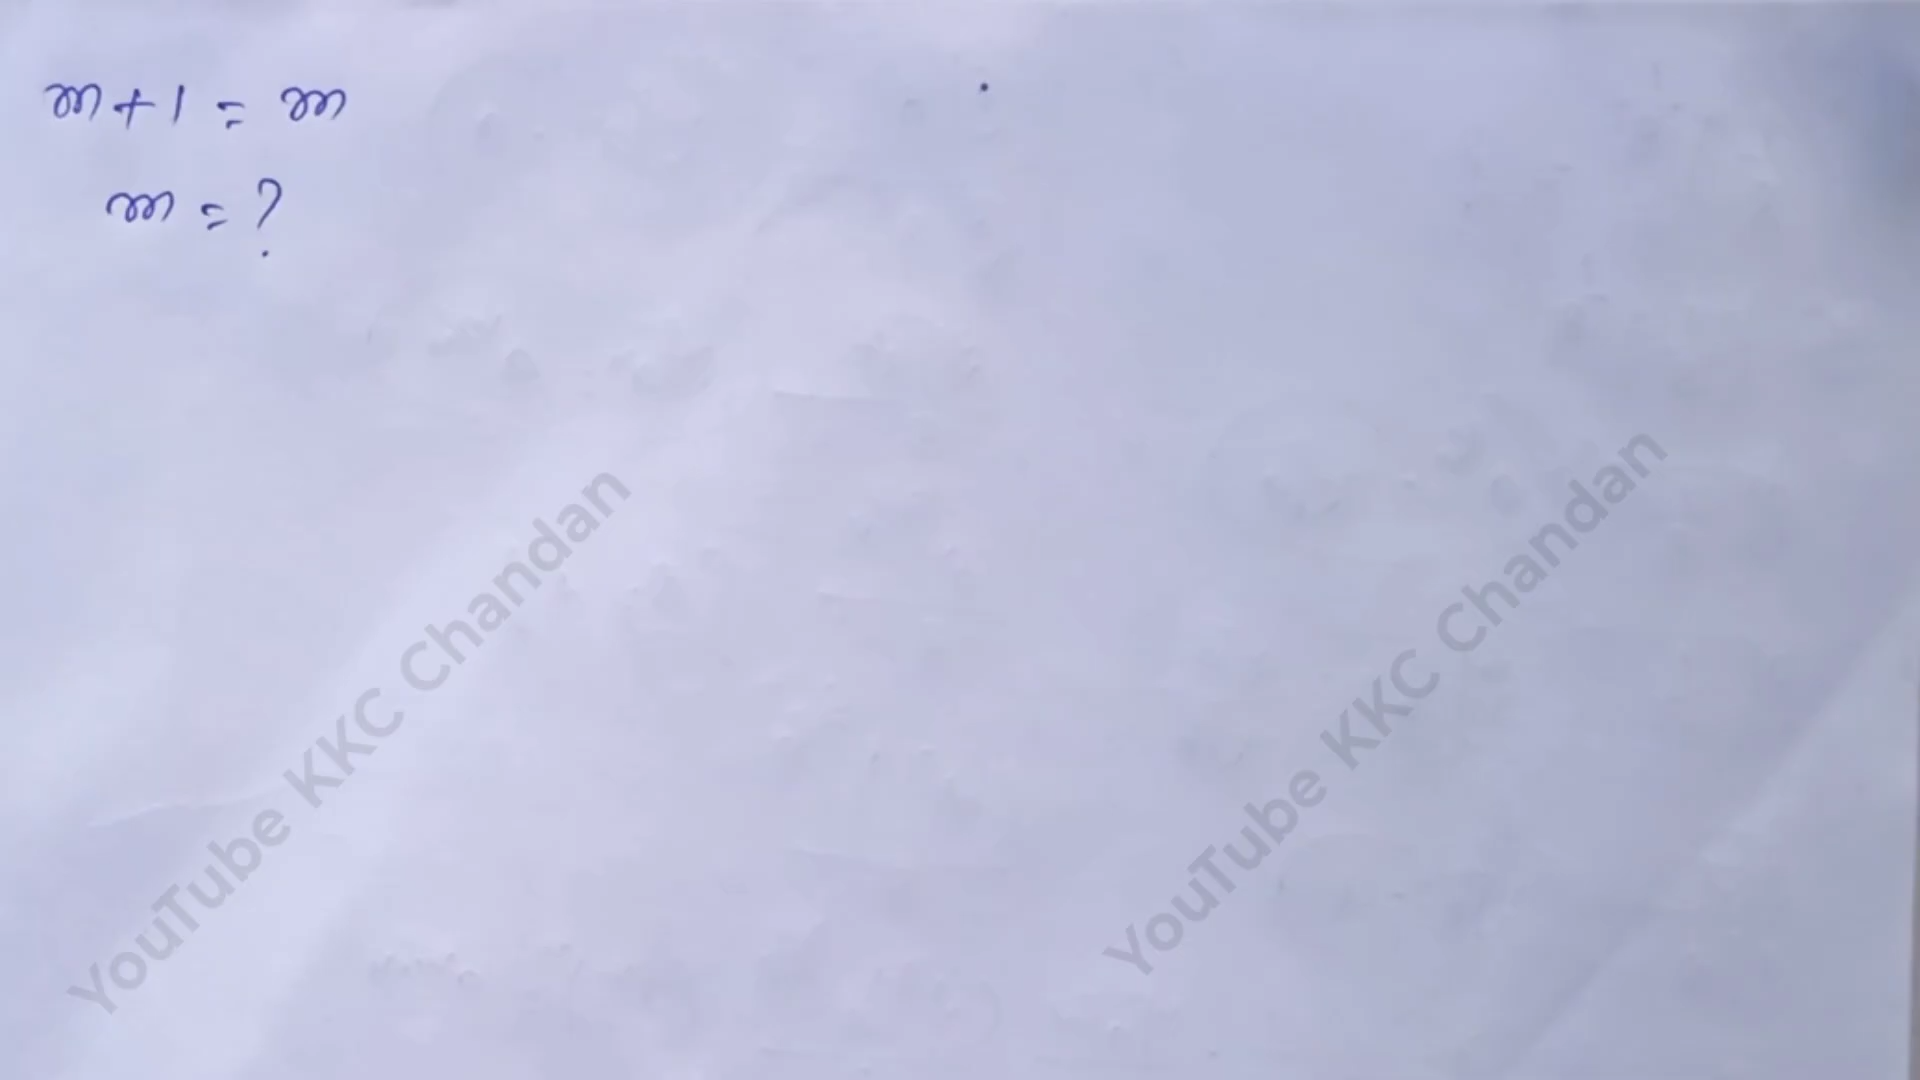 m + 1 = m
m = ?
YouTube KKC Chandan
YouTube KKC Chandan